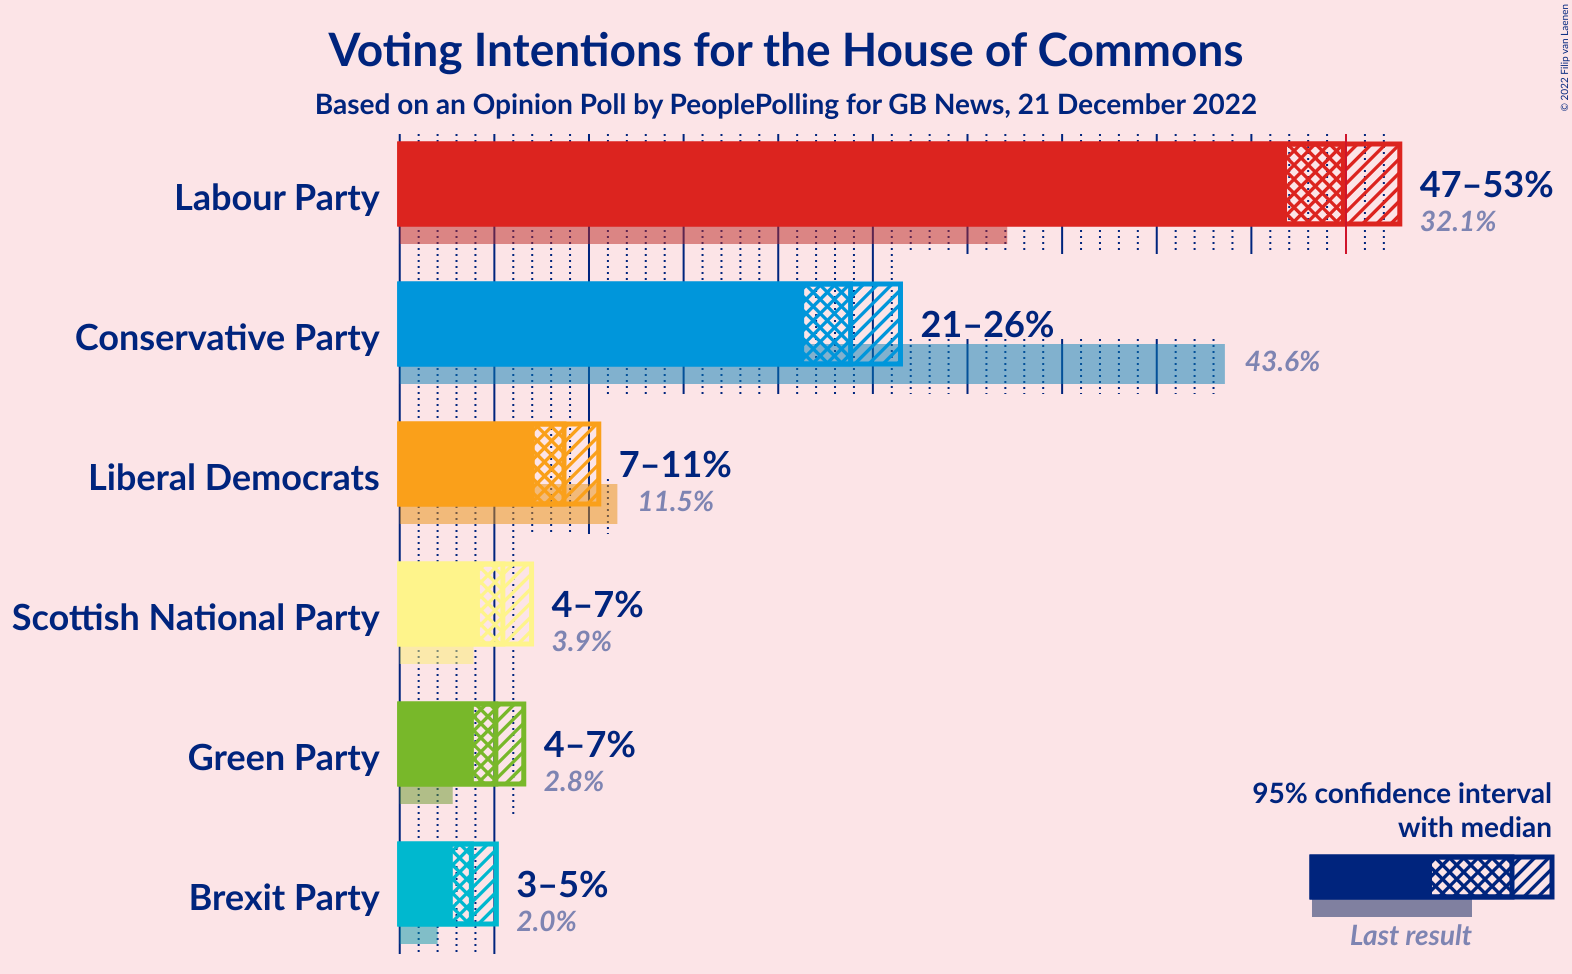 Voting Intentions for the House of Commons
Based on an Opinion Poll by PeoplePolling for GB News, 21 December 2022
© 2022 Filip van Laenen
Labour Party
47–53%
32.1%
Conservative Party
21–26%
43.6%
Liberal Democrats
7–11%
11.5%
Scottish National Party
4–7%
3.9%
Green Party
4–7%
2.8%
Brexit Party
3–5%
2.0%
95% confidence interval
with median
Last result